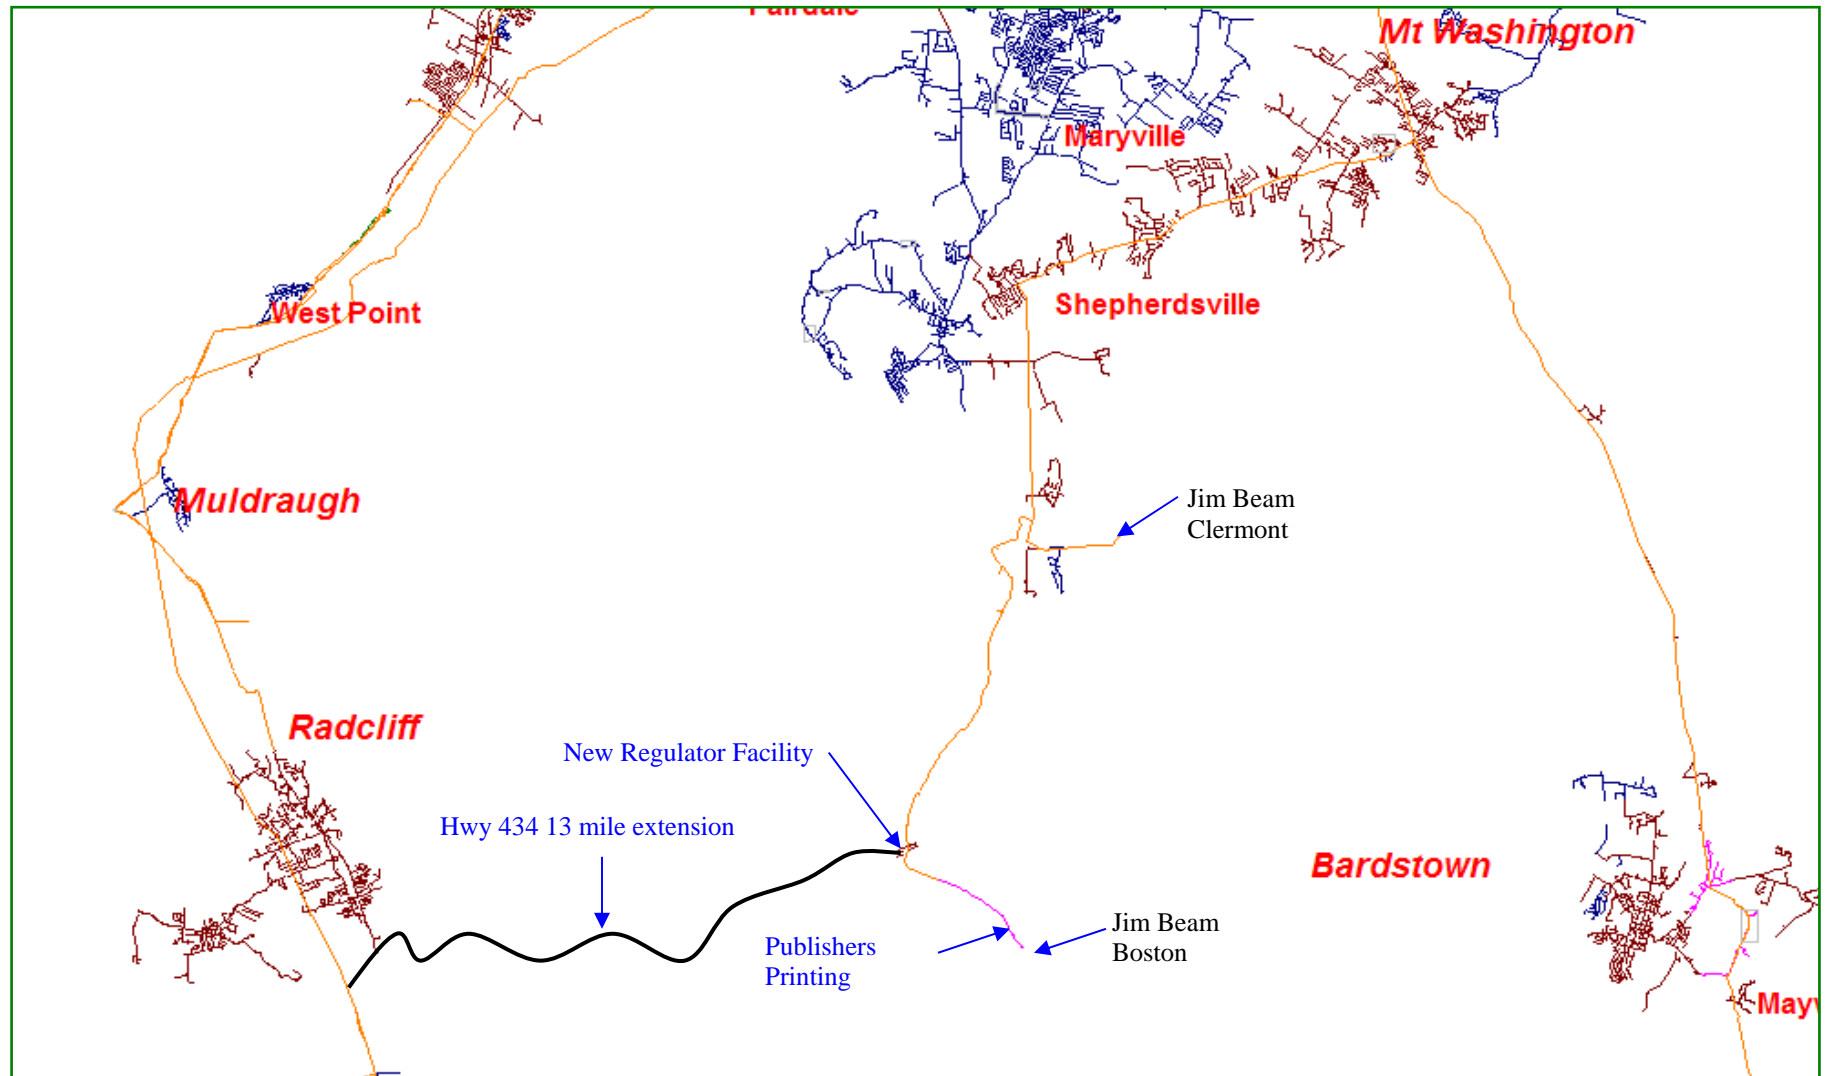 Fairdale
Mt Washington
Maryville
West Point
Shepherdsville
Muldraugh
Jim Beam
Clermont
Radcliff
New Regulator Facility
Hwy 434 13 mile extension
Bardstown
Publishers
Printing
Jim Beam
Boston